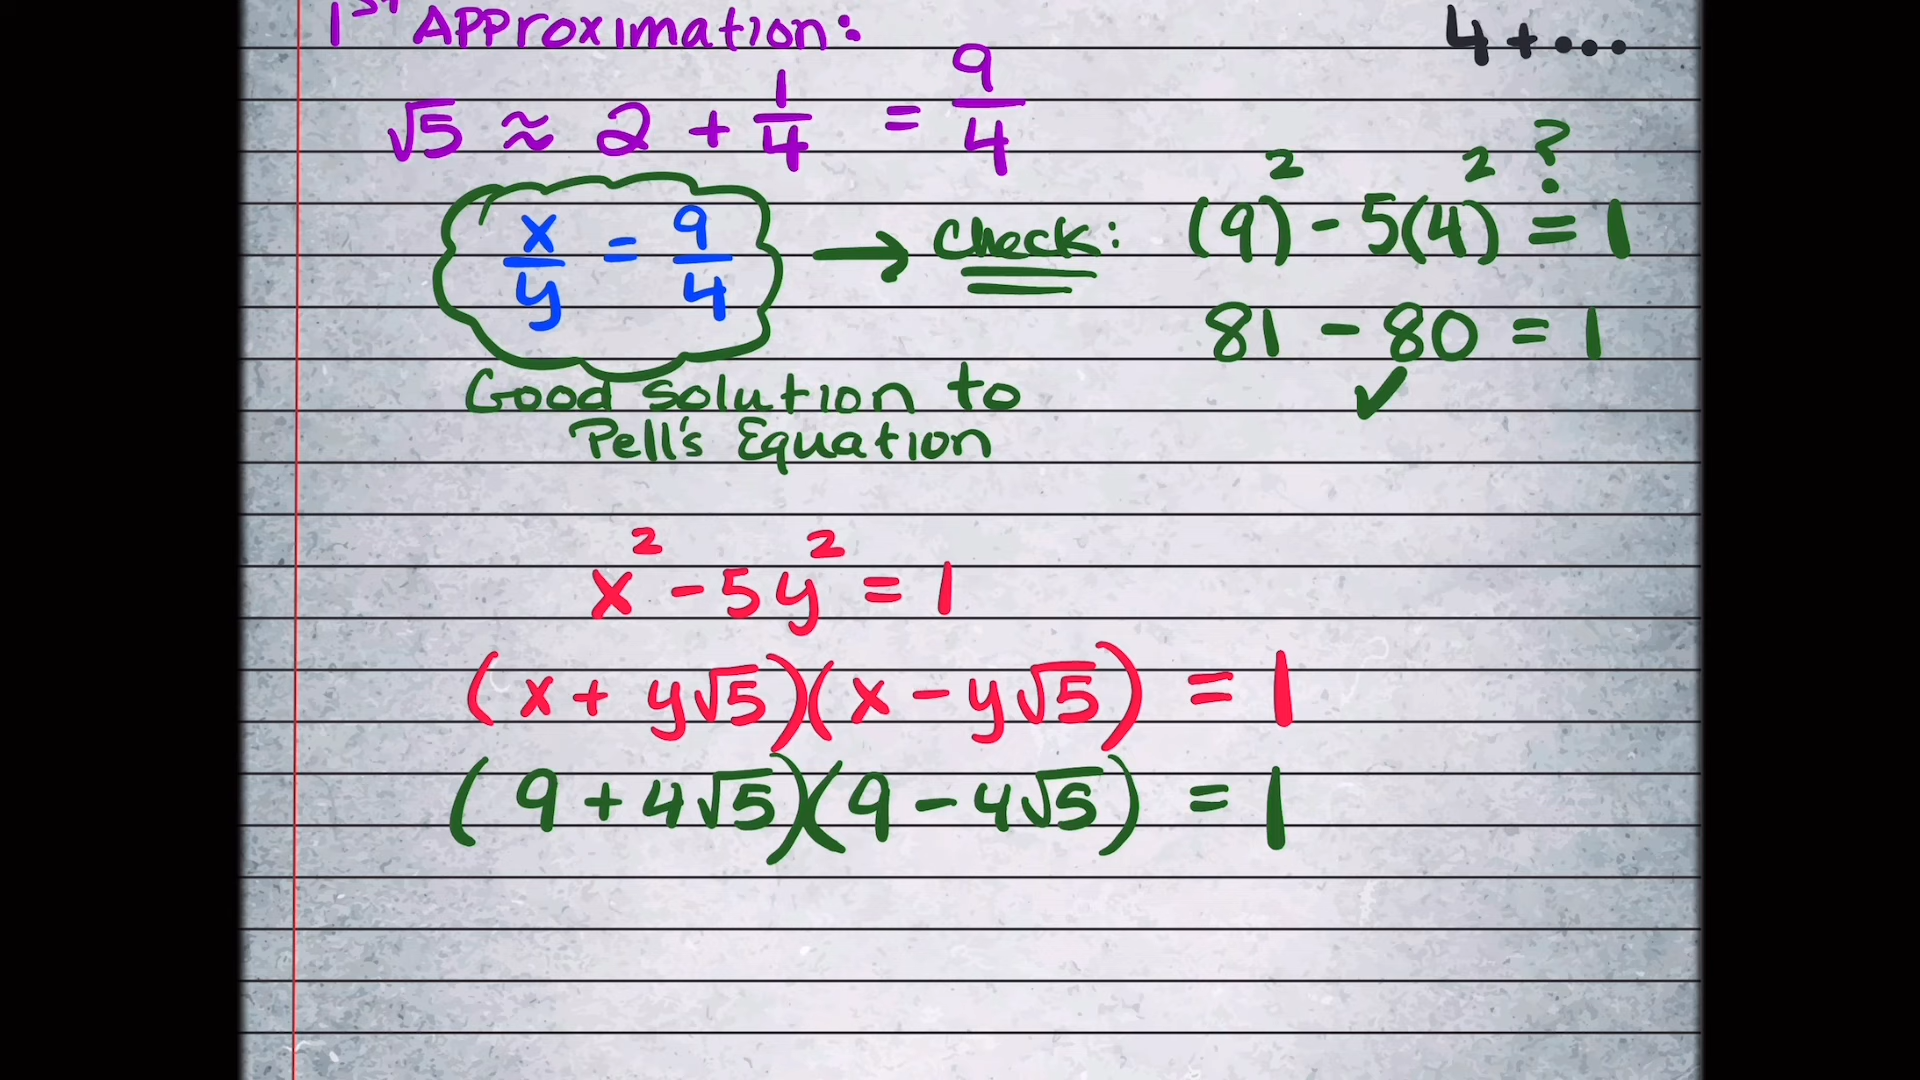 1st Approximation:
4 + ...
√5 ≈ 2 + 1/4 = 9/4
x/y = 9/4 → Check: (9)² - 5(4)² ≟ 1
81 - 80 = 1
✓
Good solution to
Pell's Equation
x² - 5y² = 1
(x + y√5)(x - y√5) = 1
(9 + 4√5)(9 - 4√5) = 1